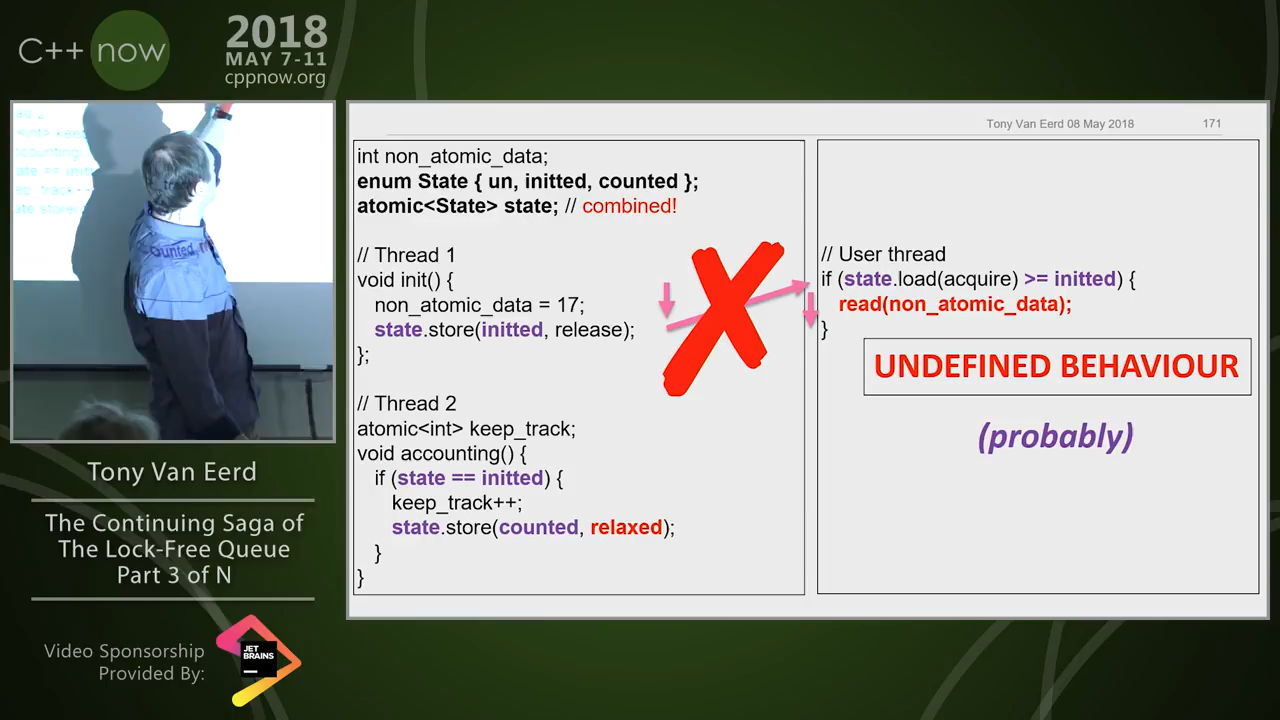 C++ now
2018
MAY 7-11
cppnow.org
Tony Van Eerd
The Continuing Saga of
The Lock-Free Queue
Part 3 of N
Video Sponsorship
Provided By:
JET
BRAINS
Tony Van Eerd 08 May 2018 171
int non_atomic_data;
enum State { un, initted, counted };
atomic<State> state; // combined!
// Thread 1
void init() {
non_atomic_data = 17;
state.store(initted, release);
};
// Thread 2
atomic<int> keep_track;
void accounting() {
if (state == initted) {
keep_track++;
state.store(counted, relaxed);
}
}
// User thread
if (state.load(acquire) >= initted) {
read(non_atomic_data);
}
UNDEFINED BEHAVIOUR
(probably)